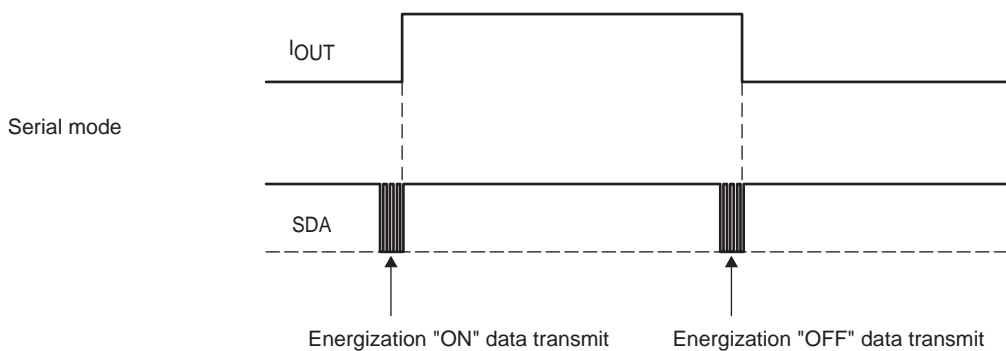 IOUT
Serial mode
SDA
Energization "ON" data transmit
Energization "OFF" data transmit